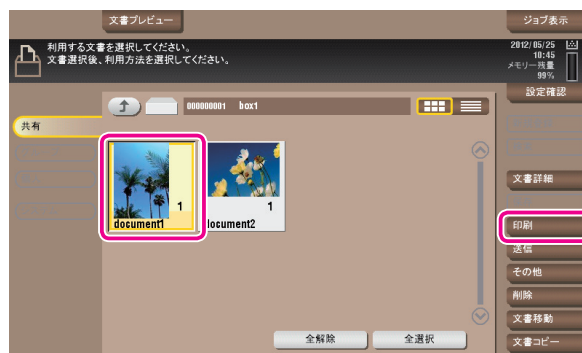 文書プレビュー
ジョブ表示
利用する文書を選択してください。
文書選択後、利用方法を選択してください。
2012/05/25
10:45
メモリー残量
99%
設定確認
000000001 box1
共有
1
document1
1
document2
文書詳細
印刷
送信
その他
削除
文書移動
文書コピー
全解除
全選択